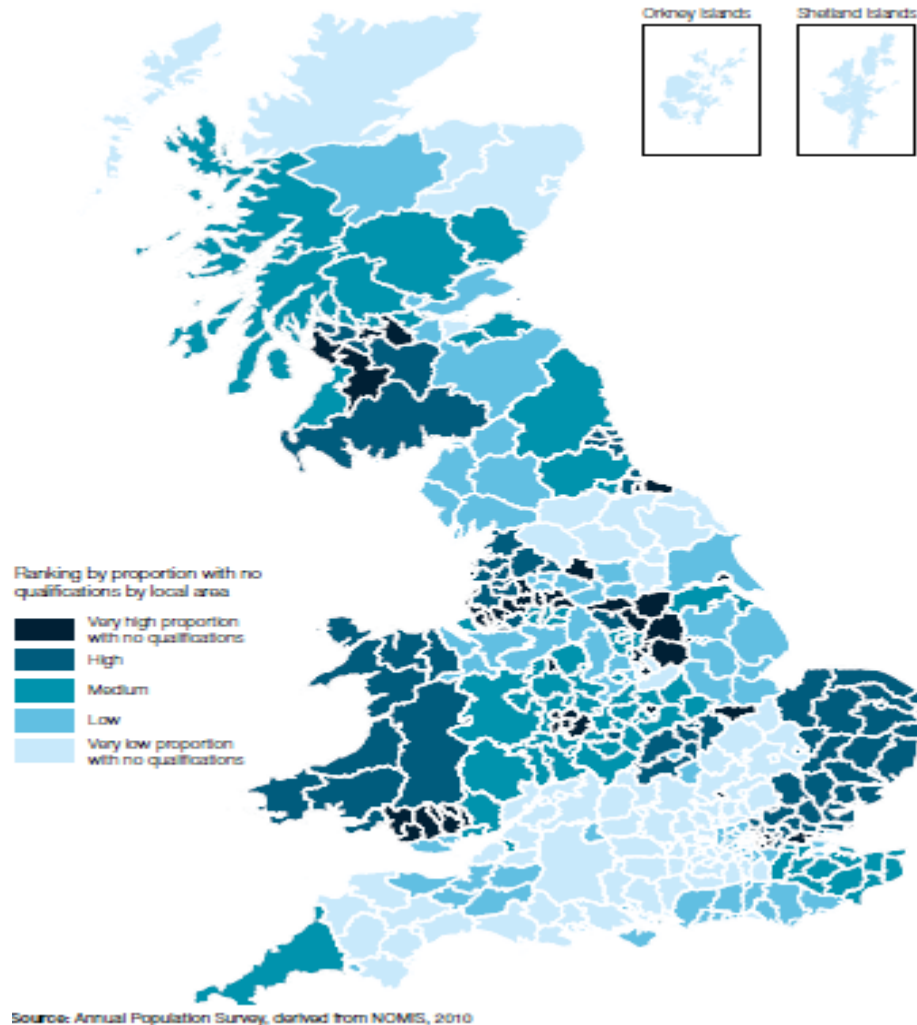 Orkney Islands
Shetland Islands
Ranking by proportion with no
qualifications by local area
Very high proportion
with no qualifications
High
Medium
Low
Very low proportion
with no qualifications
Source: Annual Population Survey, derived from NOMIS, 2010